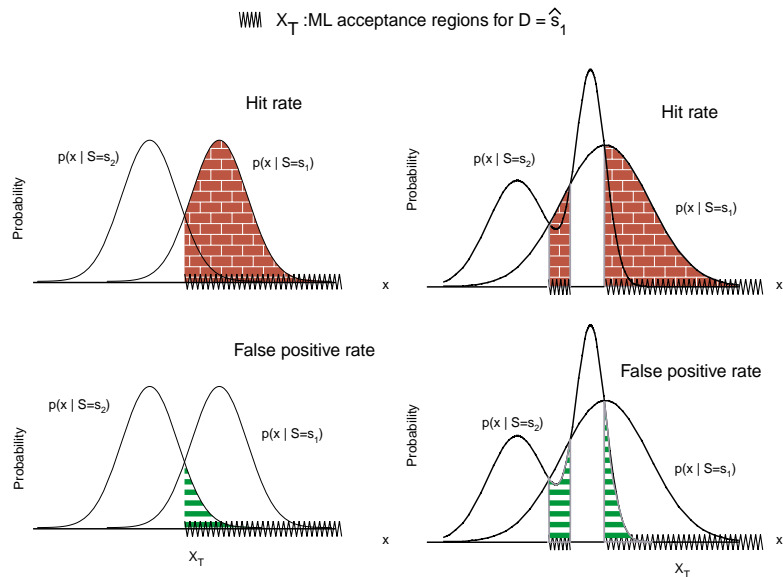 X_T :ML acceptance regions for D = ŝ_1
Hit rate
p(x | S=s_2)
p(x | S=s_1)
Probability
x
Hit rate
p(x | S=s_2)
p(x | S=s_1)
Probability
x
False positive rate
p(x | S=s_2)
p(x | S=s_1)
Probability
x
X_T
False positive rate
p(x | S=s_2)
p(x | S=s_1)
Probability
x
X_T